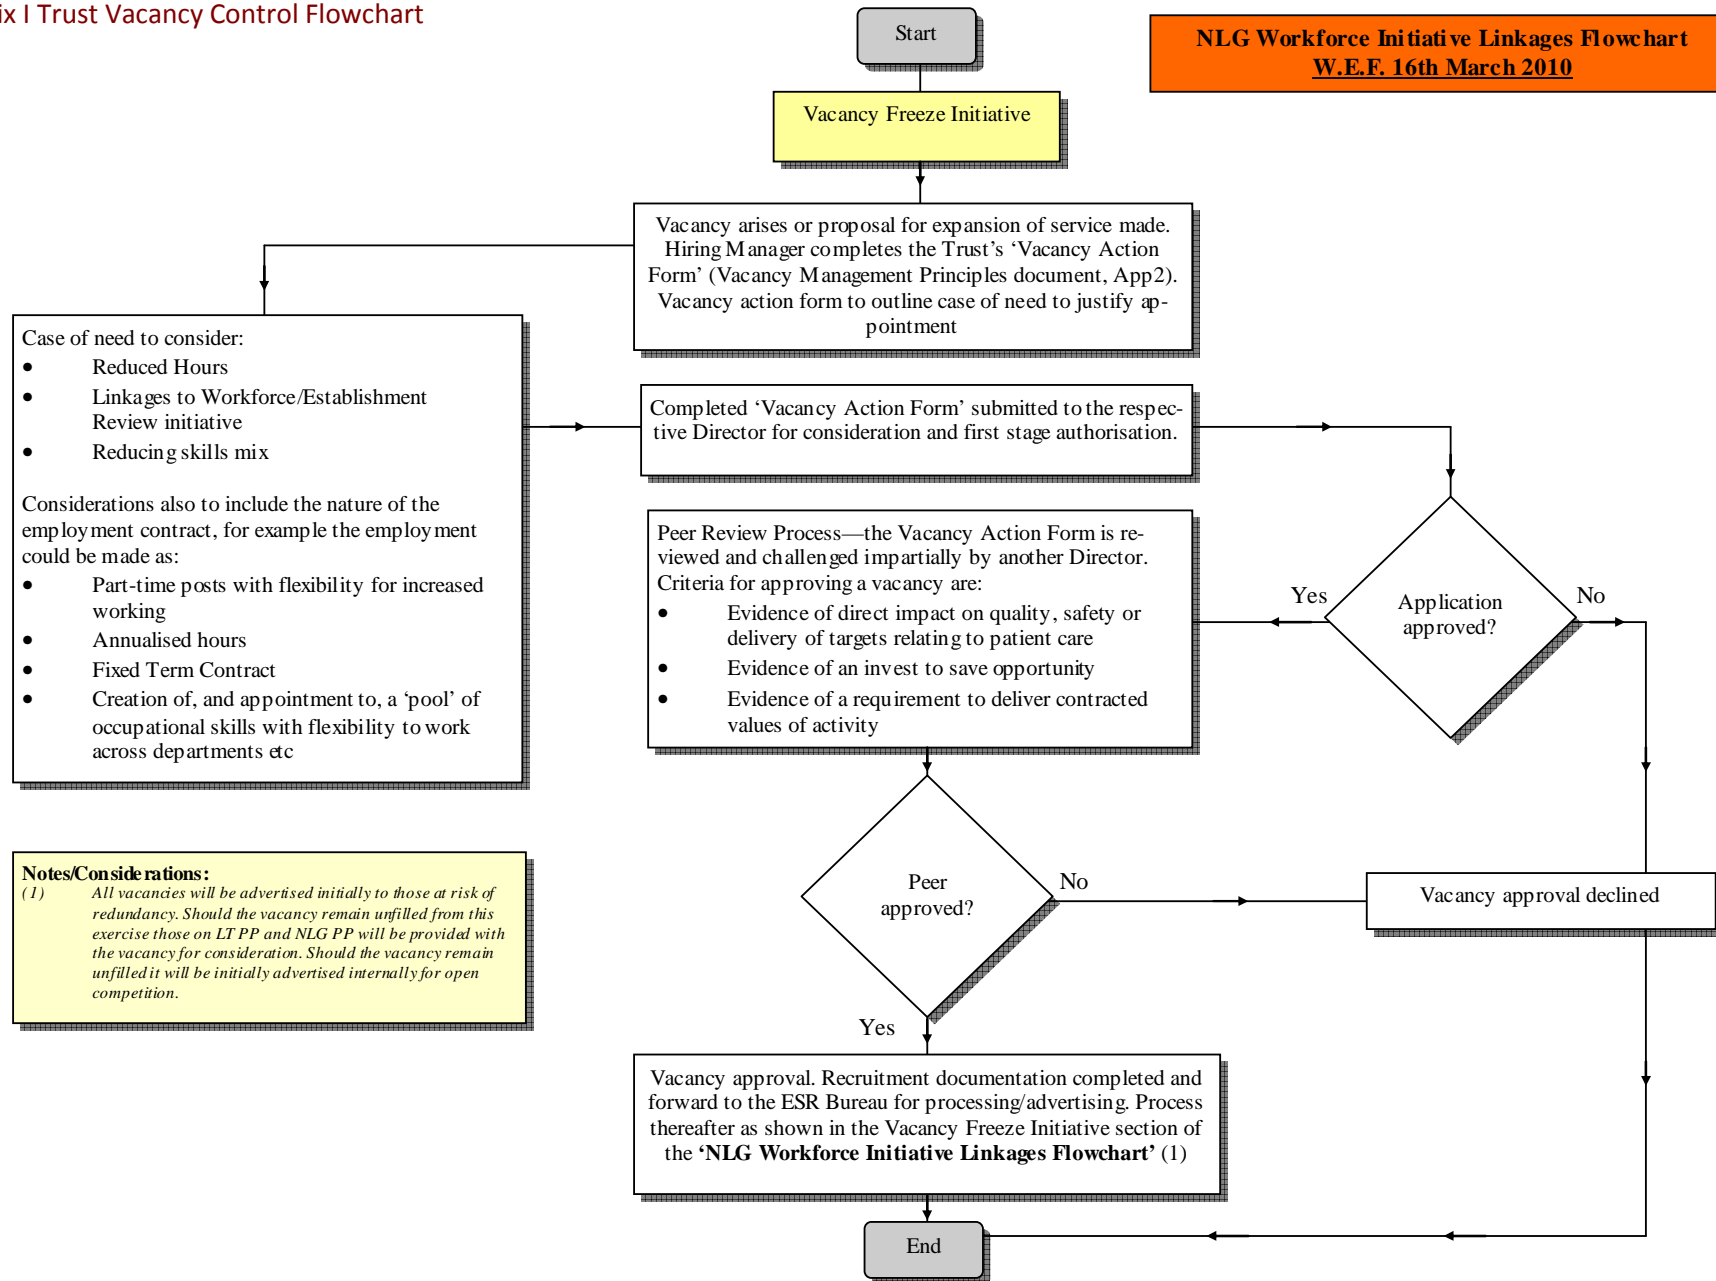 ix I Trust Vacancy Control Flowchart
Start
NLG Workforce Initiative Linkages Flowchart
W.E.F. 16th March 2010
Vacancy Freeze Initiative
Vacancy arises or proposal for expansion of service made.
Hiring Manager completes the Trust’s ‘Vacancy Action
Form’ (Vacancy Management Principles document, App2).
Vacancy action form to outline case of need to justify ap-
pointment
Case of need to consider:
• Reduced Hours
• Linkages to Workforce/Establishment
Review initiative
• Reducing skills mix
Considerations also to include the nature of the
employment contract, for example the employment
could be made as:
• Part-time posts with flexibility for increased
working
• Annualised hours
• Fixed Term Contract
• Creation of, and appointment to, a ‘pool’ of
occupational skills with flexibility to work
across departments etc
Completed ‘Vacancy Action Form’ submitted to the respec-
tive Director for consideration and first stage authorisation.
Application
approved?
Yes
No
Peer Review Process—the Vacancy Action Form is re-
viewed and challenged impartially by another Director.
Criteria for approving a vacancy are:
• Evidence of direct impact on quality, safety or
delivery of targets relating to patient care
• Evidence of an invest to save opportunity
• Evidence of a requirement to deliver contracted
values of activity
Peer
approved?
No
Vacancy approval declined
Yes
Notes/Considerations:
(1) All vacancies will be advertised initially to those at risk of
redundancy. Should the vacancy remain unfilled from this
exercise those on LTPP and NLG PP will be provided with
the vacancy for consideration. Should the vacancy remain
unfilled it will be initially advertised internally for open
competition.
Vacancy approval. Recruitment documentation completed and
forward to the ESR Bureau for processing/advertising. Process
thereafter as shown in the Vacancy Freeze Initiative section of
the ‘NLG Workforce Initiative Linkages Flowchart’ (1)
End